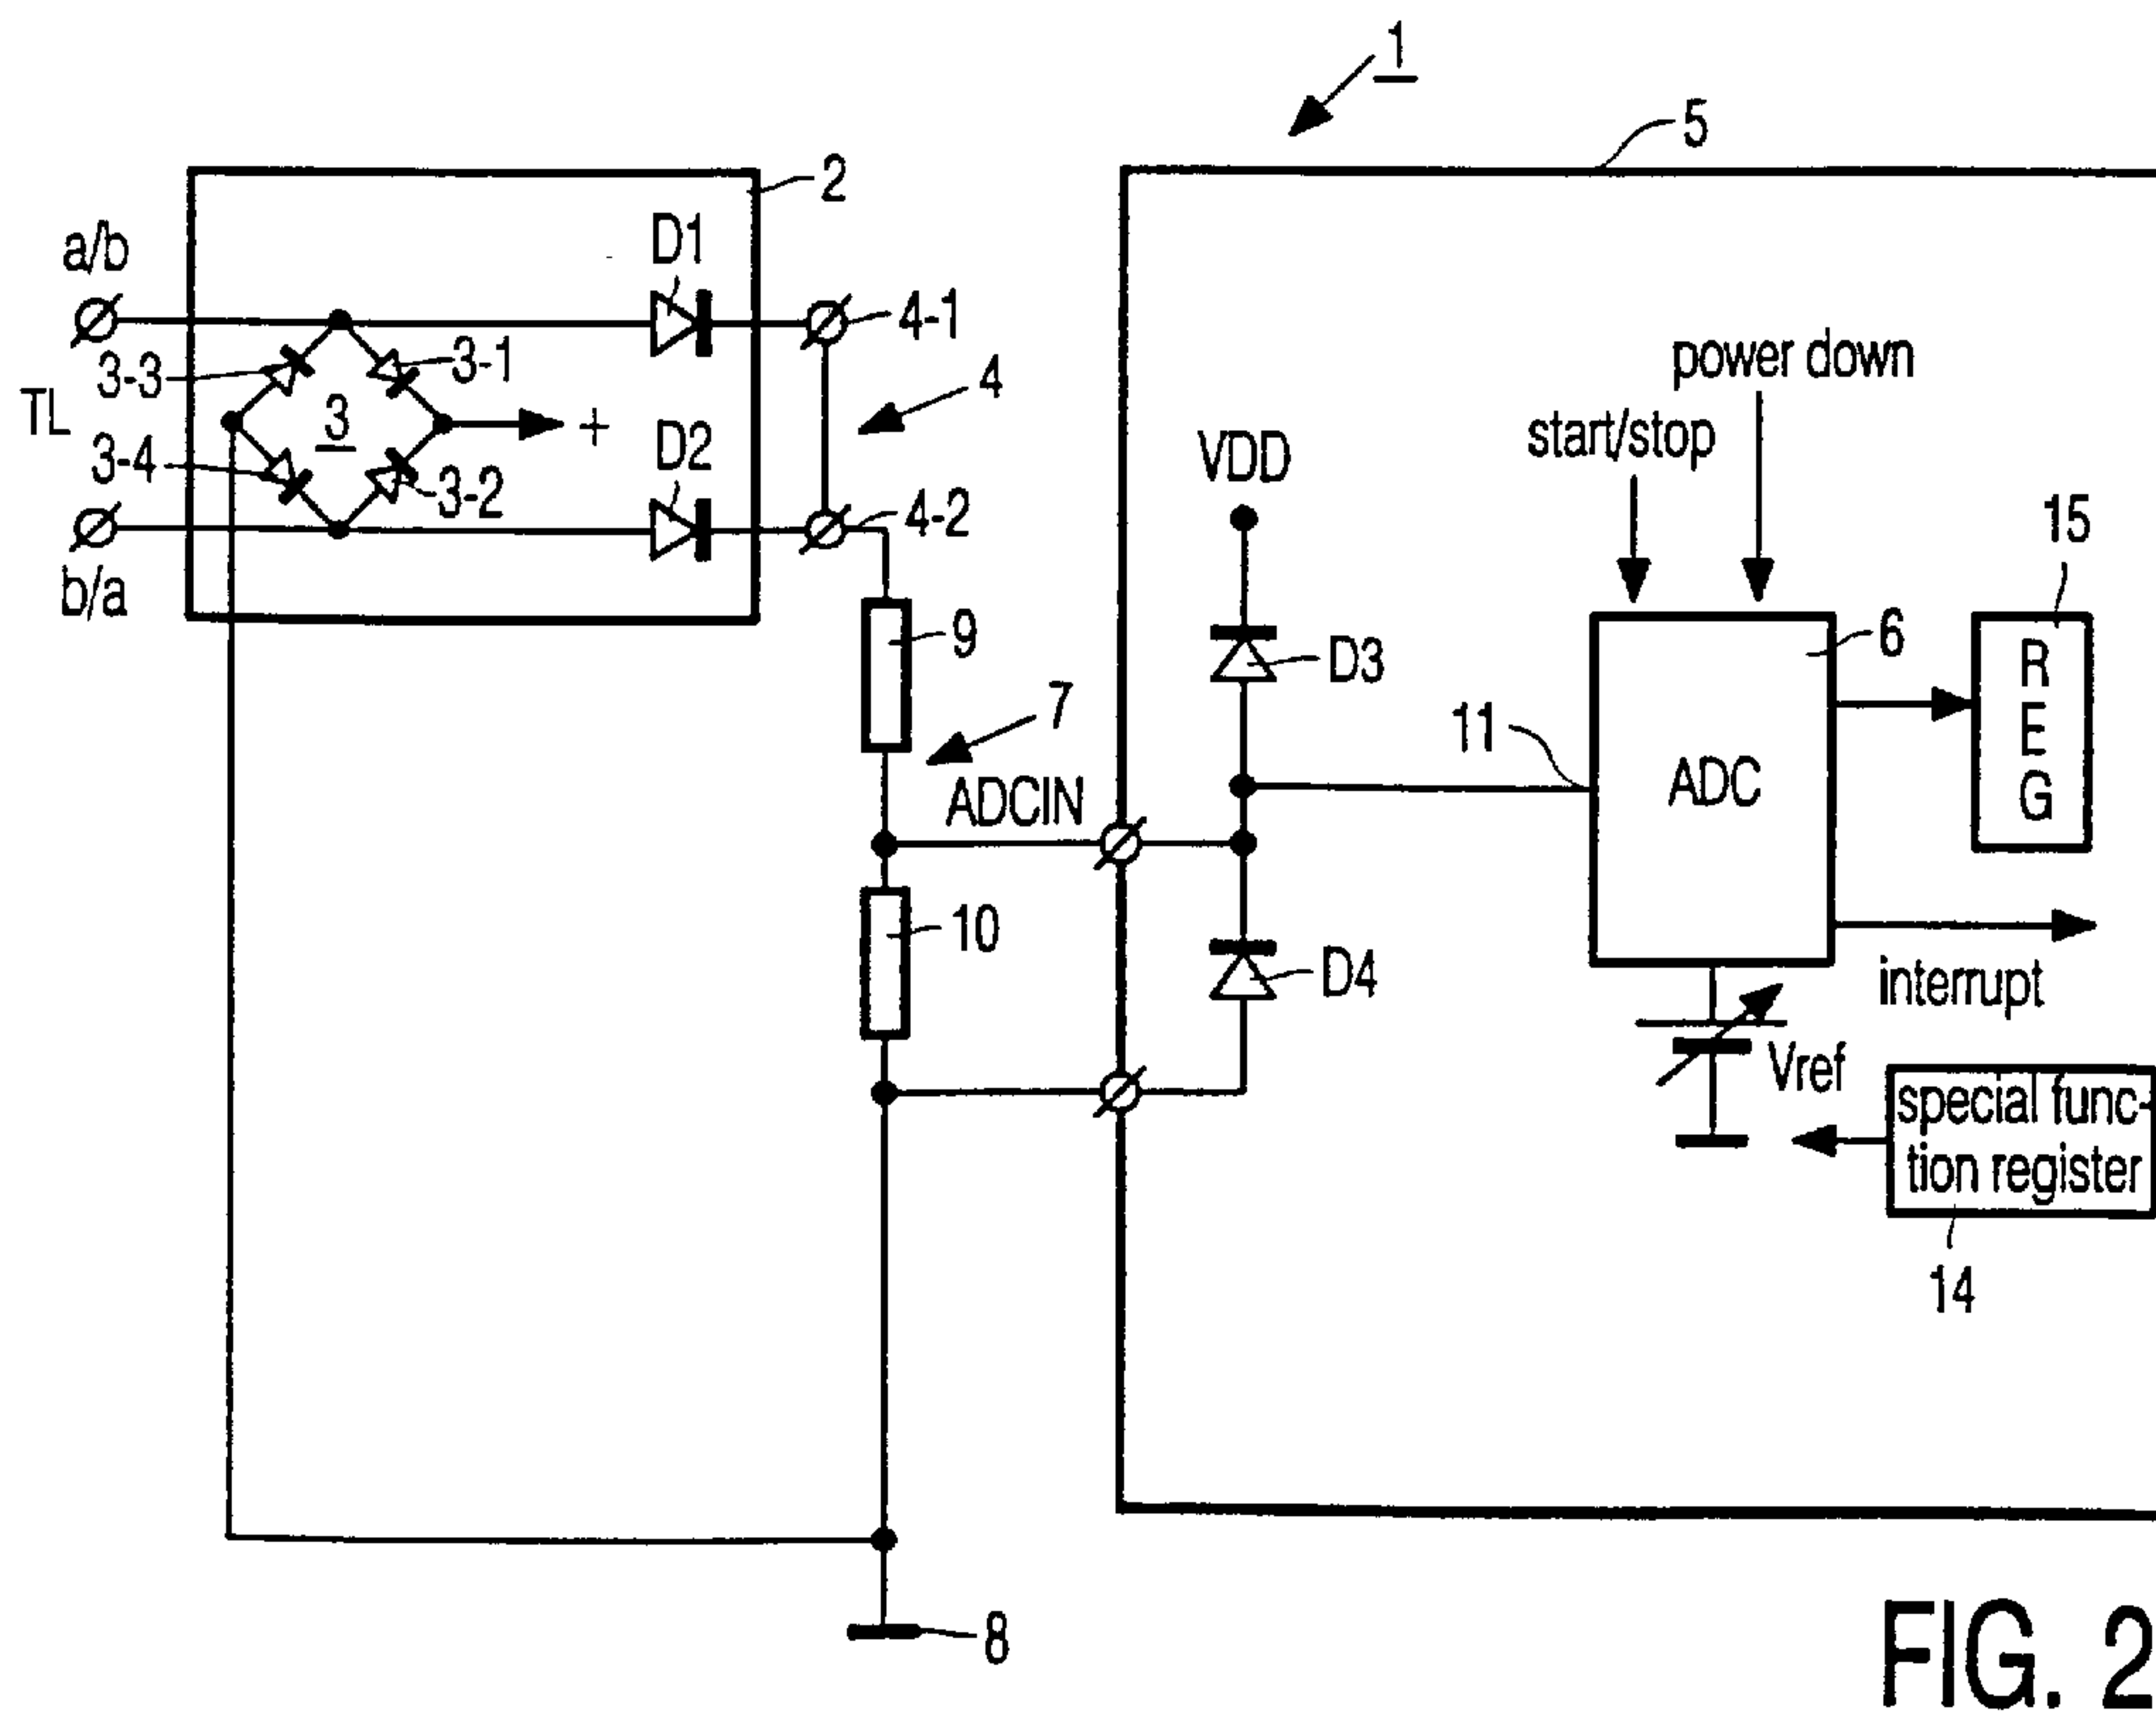 1
5
2
a/b
D1
4-1
3-1
3-3
power down
4
TL
3
+
start/stop
D2
VDD
3-4
3-2
4-2
15
b/a
9
D3
6
R
E
G
7
11
ADCIN
ADC
10
D4
interrupt
Vref
special func-
tion register
14
8
FIG. 2